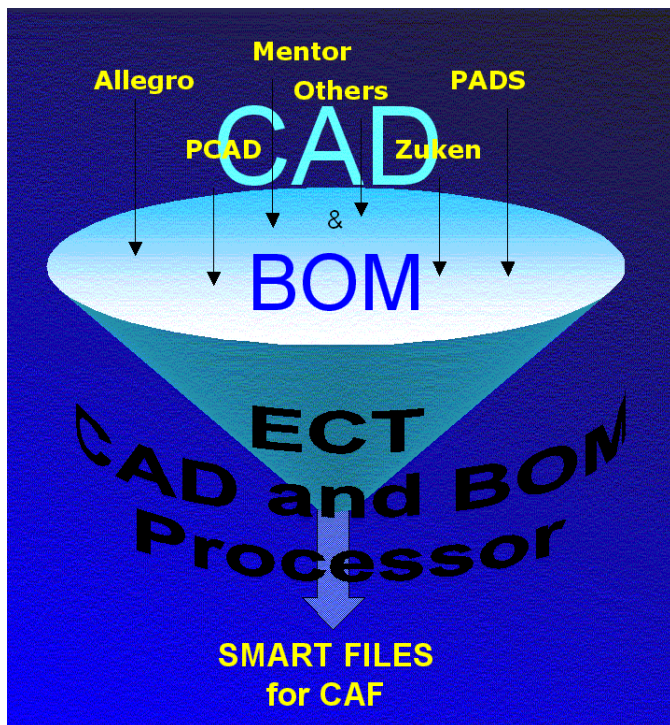 Mentor
Allegro
Others
PADS
CAD
PCAD
Zuken
&
BOM
ECT
CAD and BOM
Processor
SMART FILES
for CAF